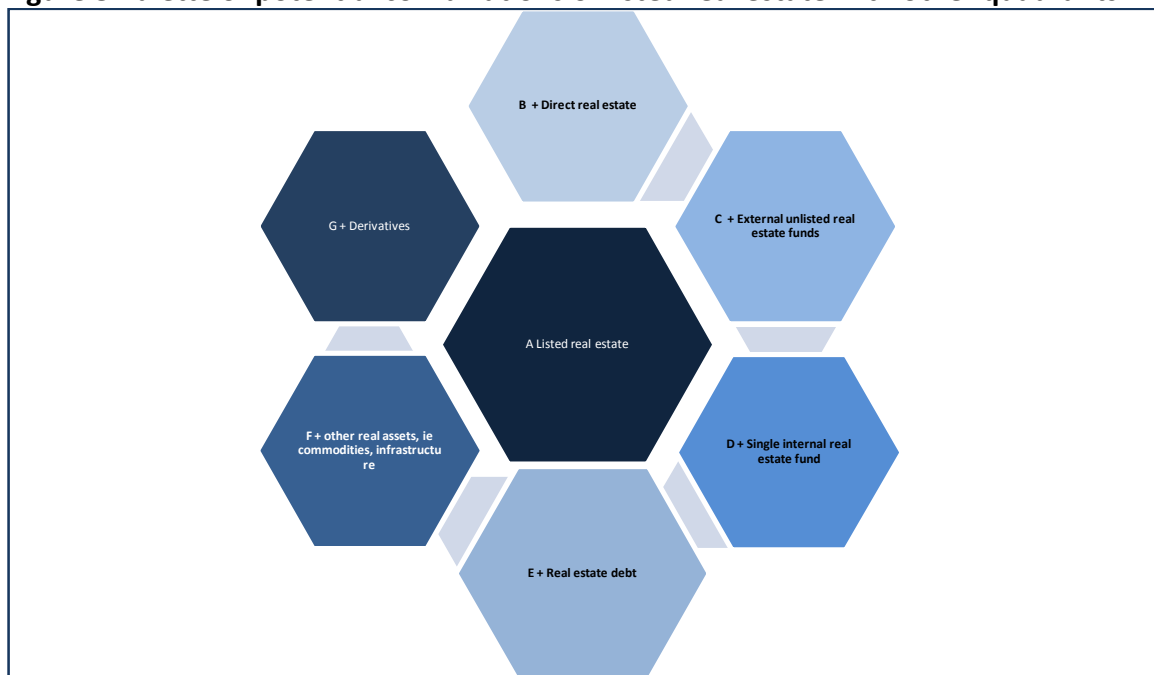 B + Direct real estate
G + Derivatives
C + External unlisted real
estate funds
A Listed real estate
F + other real assets, ie
commodities, infrastructu
re
D + Single internal real
estate fund
E + Real estate debt